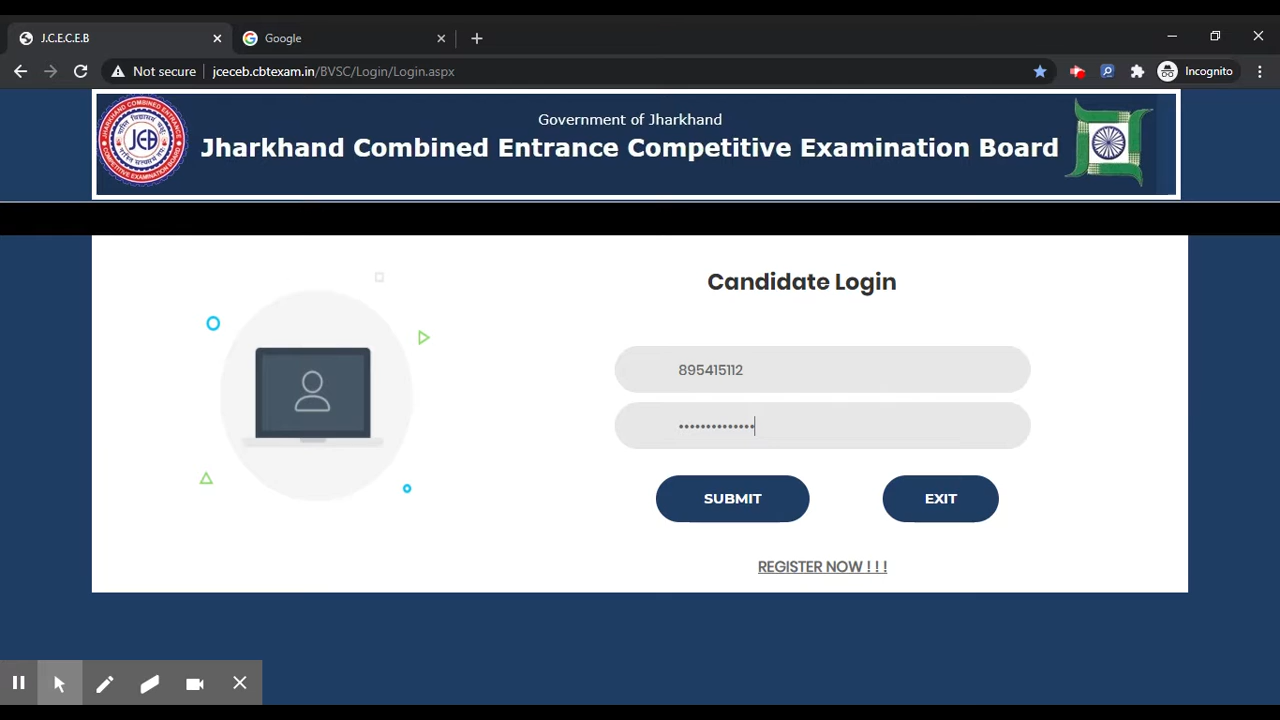 J.C.E.C.E.B
Google
Not secure
jceceb.cbtexam.in/BVSC/Login/Login.aspx
Incognito
Government of Jharkhand
Jharkhand Combined Entrance Competitive Examination Board
JEB
Candidate Login
895415112
••••••••••••••
SUBMIT
EXIT
REGISTER NOW ! ! !